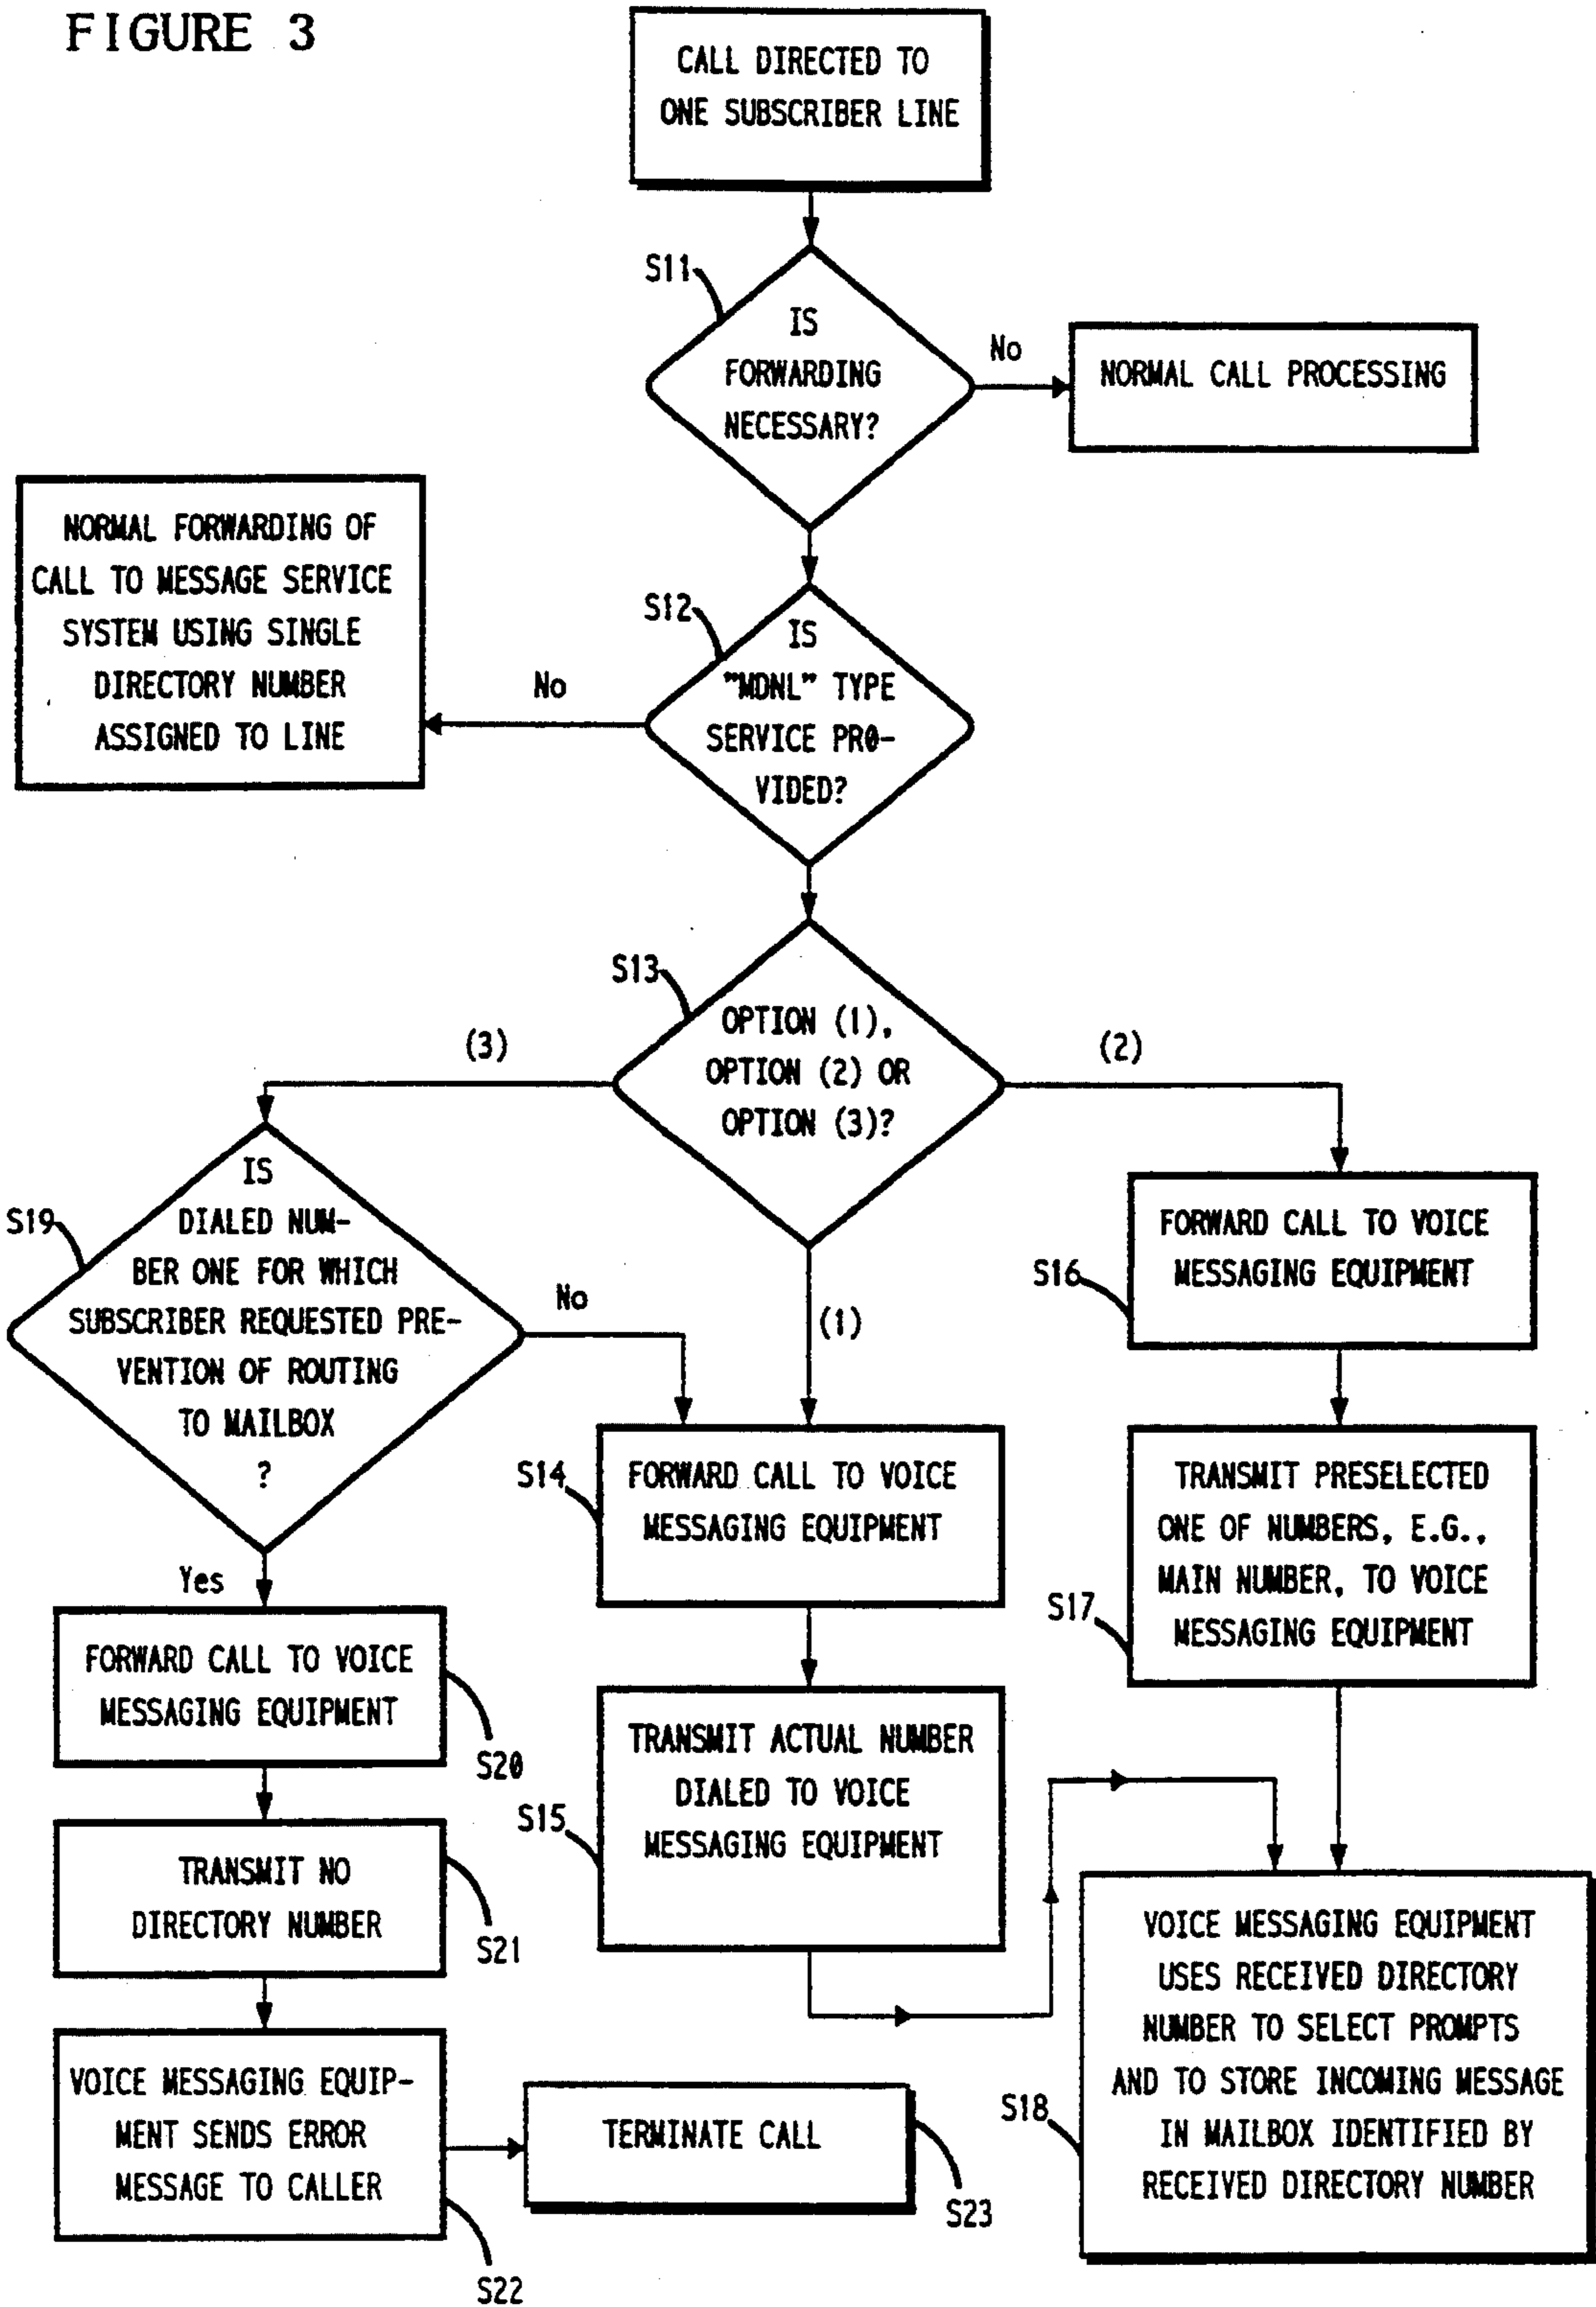 FIGURE 3
CALL DIRECTED TO
ONE SUBSCRIBER LINE
S11
IS
FORWARDING
NECESSARY?
No
NORMAL CALL PROCESSING
NORMAL FORWARDING OF
CALL TO MESSAGE SERVICE
SYSTEM USING SINGLE
DIRECTORY NUMBER
ASSIGNED TO LINE
No
S12
IS
"MDNL" TYPE
SERVICE PRO-
VIDED?
S13
OPTION (1),
OPTION (2) OR
OPTION (3)?
(3)
(2)
(1)
S19
IS
DIALED NUM-
BER ONE FOR WHICH
SUBSCRIBER REQUESTED PRE-
VENTION OF ROUTING
TO MAILBOX
?
No
Yes
S16
FORWARD CALL TO VOICE
MESSAGING EQUIPMENT
S14
FORWARD CALL TO VOICE
MESSAGING EQUIPMENT
S17
TRANSMIT PRESELECTED
ONE OF NUMBERS, E.G.,
MAIN NUMBER, TO VOICE
MESSAGING EQUIPMENT
FORWARD CALL TO VOICE
MESSAGING EQUIPMENT
S20
S15
TRANSMIT ACTUAL NUMBER
DIALED TO VOICE
MESSAGING EQUIPMENT
TRANSMIT NO
DIRECTORY NUMBER
S21
S18
VOICE MESSAGING EQUIPMENT
USES RECEIVED DIRECTORY
NUMBER TO SELECT PROMPTS
AND TO STORE INCOMING MESSAGE
IN MAILBOX IDENTIFIED BY
RECEIVED DIRECTORY NUMBER
VOICE MESSAGING EQUIP-
MENT SENDS ERROR
MESSAGE TO CALLER
S22
TERMINATE CALL
S23